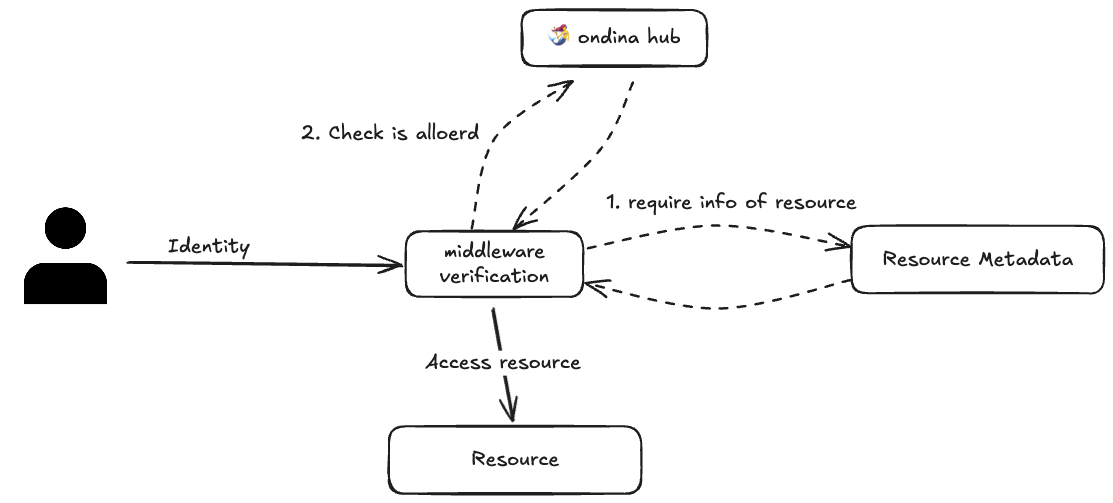 ondina hub
2. Check is alloerd
1. require info of resource
Identity
middleware
verification
Resource Metadata
Access resource
Resource